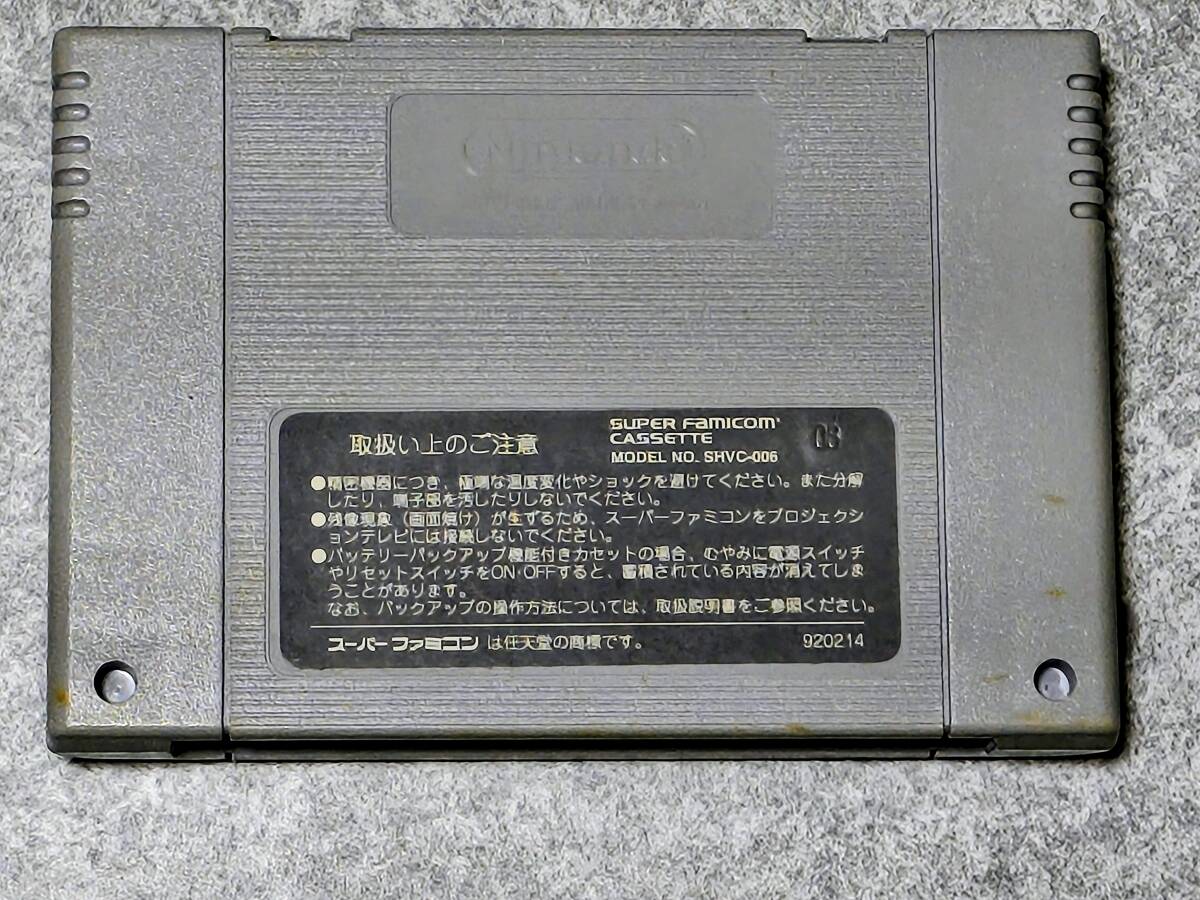 Nintendo
取扱い上のご注意
SUPER FAMICOM
CASSETTE
MODEL NO. SHVC-006
03
●精密機器につき、極端な温度変化やショックを避けてください。また分解
したり、端子部を汚したりしないでください。
●残像現象(画面焼け)が生ずるため、スーパーファミコンをプロジェクシ
ョンテレビには接続しないでください。
●バッテリーバックアップ機能付きカセットの場合、むやみに電源スイッチ
やリセットスイッチをON・OFFすると、蓄積されている内容が消えてしま
うことがあります。
なお、バックアップの操作方法については、取扱説明書をご参照ください。
スーパーファミコン は任天堂の商標です。
920214